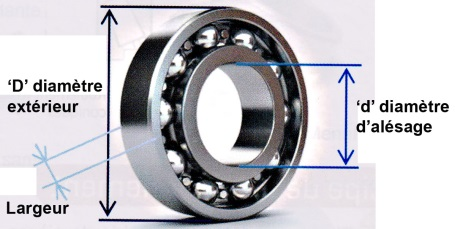 ‘D’ diamètre
extérieur
‘d’ diamètre
d’alésage
Largeur